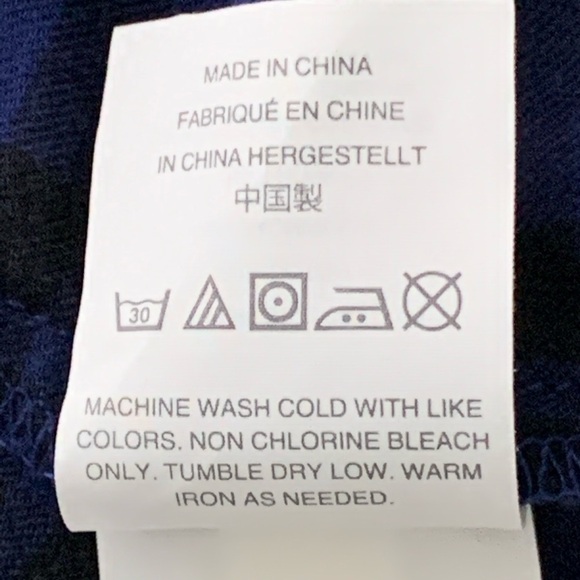 MADE IN CHINA
FABRIQUÉ EN CHINE
IN CHINA HERGESTELLT
中国製
30
MACHINE WASH COLD WITH LIKE
COLORS. NON CHLORINE BLEACH
ONLY. TUMBLE DRY LOW. WARM
IRON AS NEEDED.